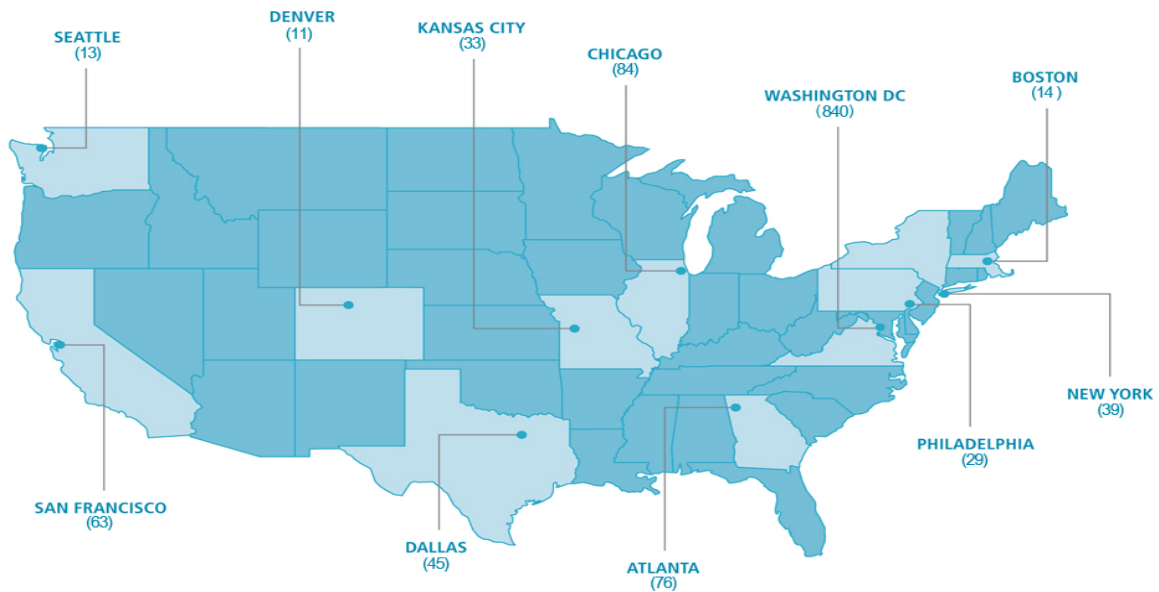 SEATTLE
(13)
DENVER
(11)
KANSAS CITY
(33)
CHICAGO
(84)
WASHINGTON DC
(840)
BOSTON
(14 )
NEW YORK
(39)
PHILADELPHIA
(29)
SAN FRANCISCO
(63)
DALLAS
(45)
ATLANTA
(76)